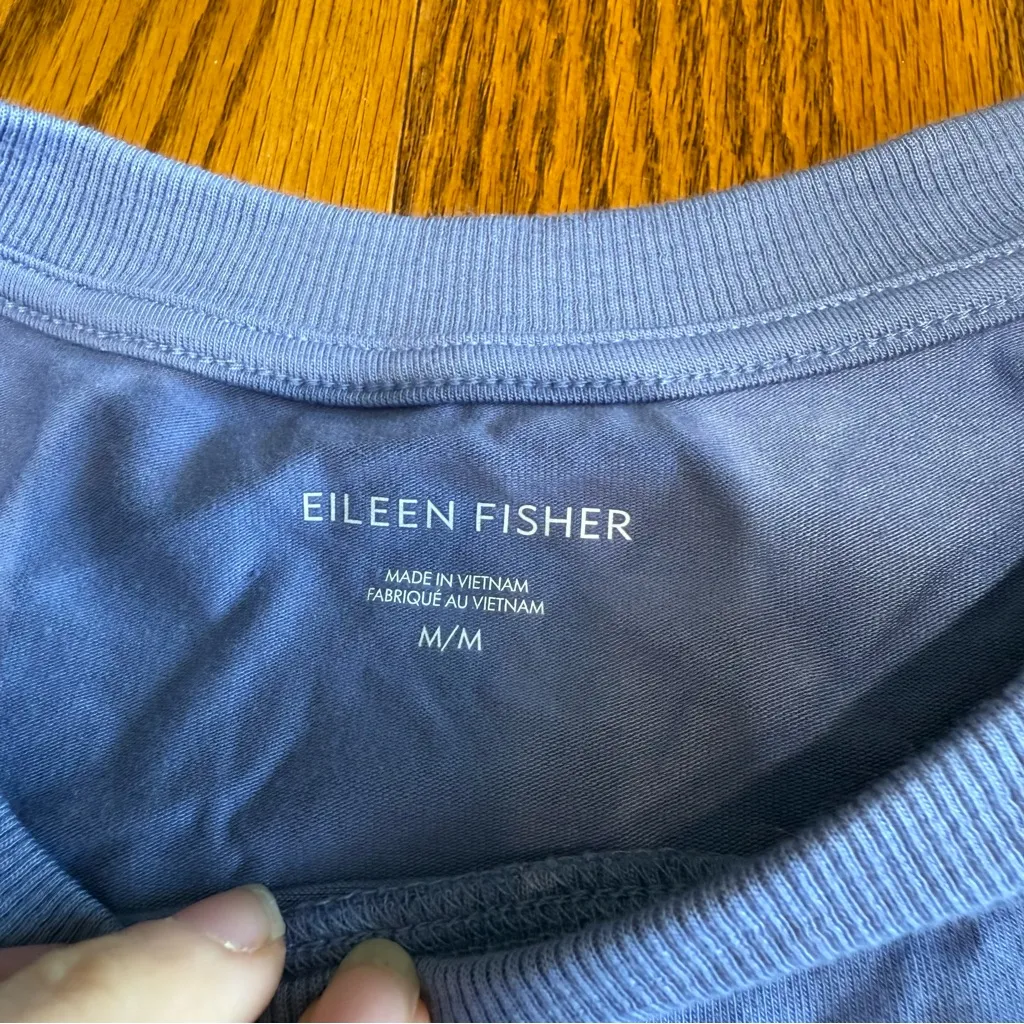 EILEEN FISHER
MADE IN VIETNAM
FABRIQUÉ AU VIETNAM
M/M